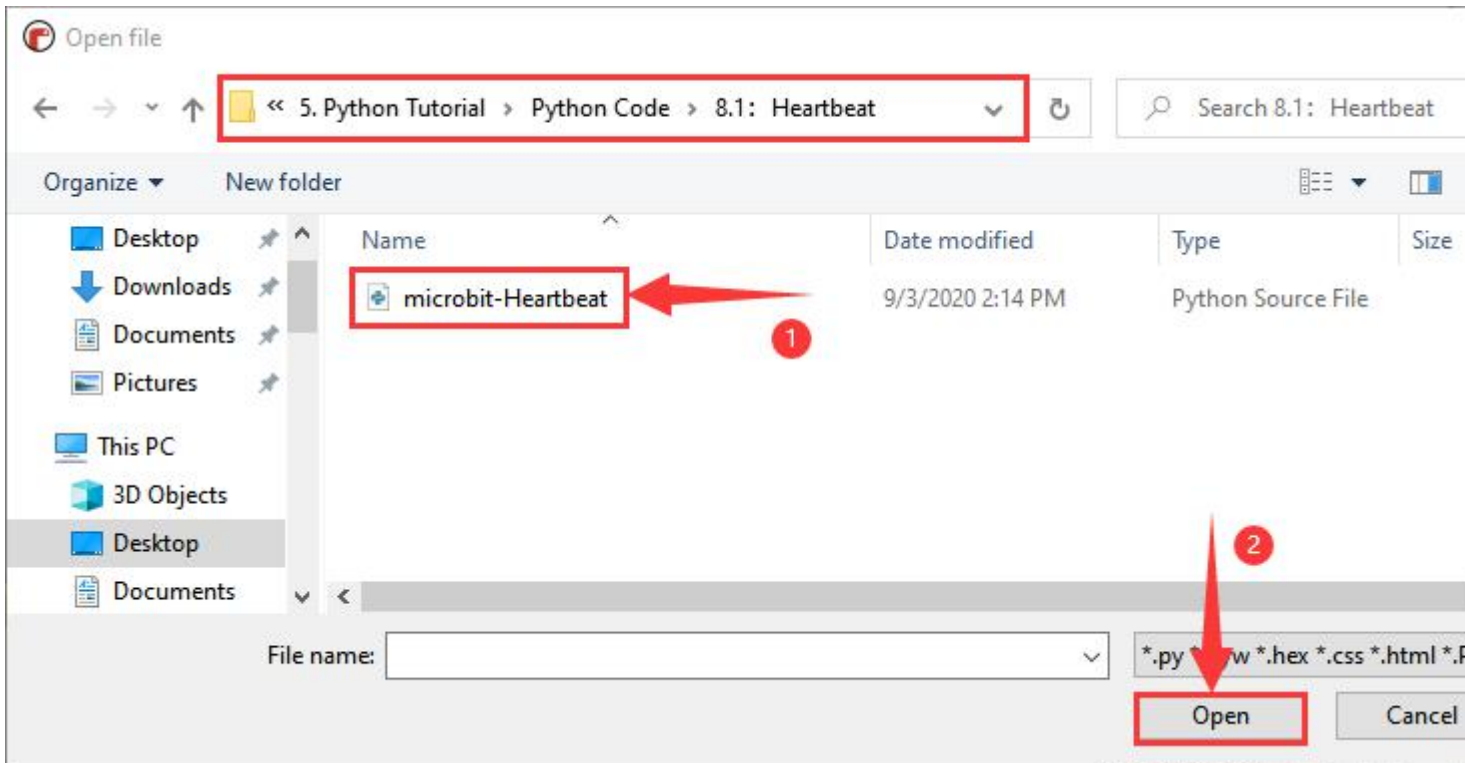 Open file
« 5. Python Tutorial > Python Code > 8.1: Heartbeat
Search 8.1: Heartbeat
Organize
New folder
Desktop
Downloads
Documents
Pictures
This PC
3D Objects
Desktop
Documents
Name
Date modified
Type
Size
microbit-Heartbeat
9/3/2020 2:14 PM
Python Source File
1
2
File name:
*.py *.hex *.css *.html
Open
Cancel